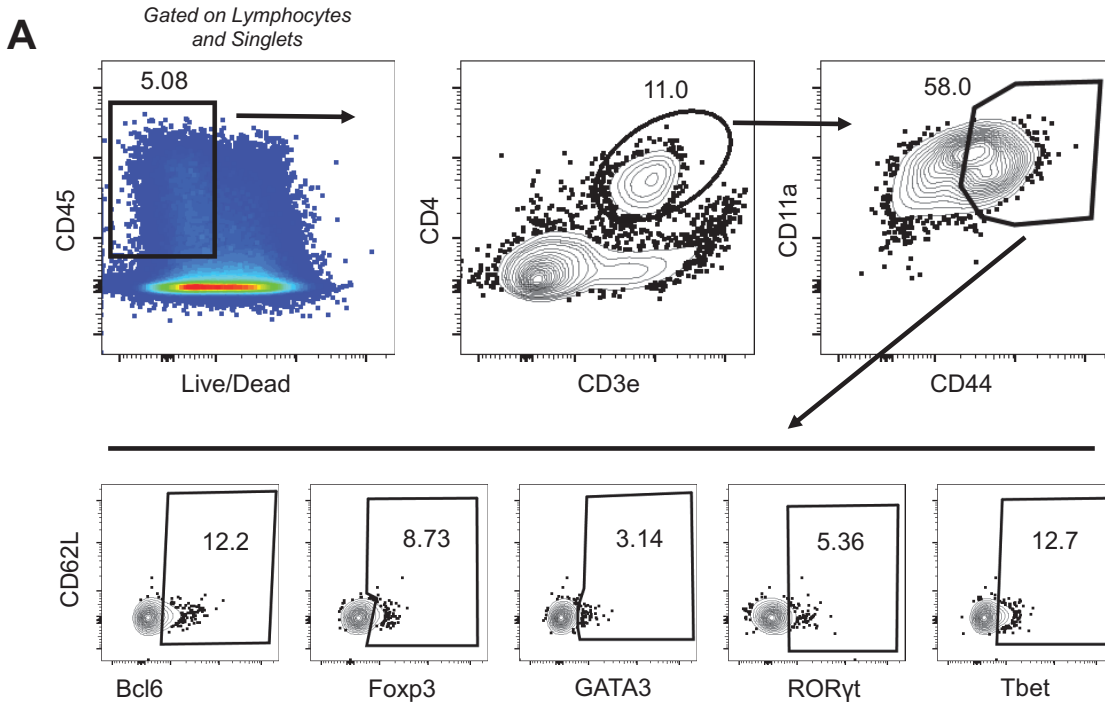 A
Gated on Lymphocytes
and Singlets
5.08
11.0
58.0
CD45
CD4
CD11a
Live/Dead
CD3e
CD44
12.2
8.73
3.14
5.36
12.7
CD62L
Bcl6
Foxp3
GATA3
RORγt
Tbet